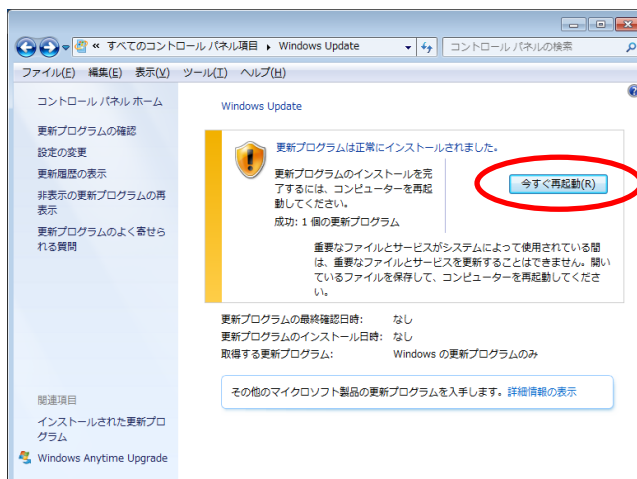 « すべてのコントロール パネル項目 ▸ Windows Update
コントロール パネルの検索
ファイル(F) 編集(E) 表示(V) ツール(T) ヘルプ(H)
コントロール パネル ホーム
更新プログラムの確認
設定の変更
更新履歴の表示
非表示の更新プログラムの再
表示
更新プログラムのよく寄せら
れる質問
関連項目
インストールされた更新プロ
グラム
Windows Anytime Upgrade
Windows Update
更新プログラムは正常にインストールされました。
更新プログラムのインストールを完
了するには、コンピューターを再起
動してください。
成功: 1 個の更新プログラム
今すぐ再起動(R)
重要なファイルとサービスがシステムによって使用されている間
は、重要なファイルとサービスを更新することはできません。開い
ているファイルを保存して、コンピューターを再起動してくださ
い。
更新プログラムの最終確認日時: なし
更新プログラムのインストール日時: なし
取得する更新プログラム: Windows の更新プログラムのみ
その他のマイクロソフト製品の更新プログラムを入手します。詳細情報の表示